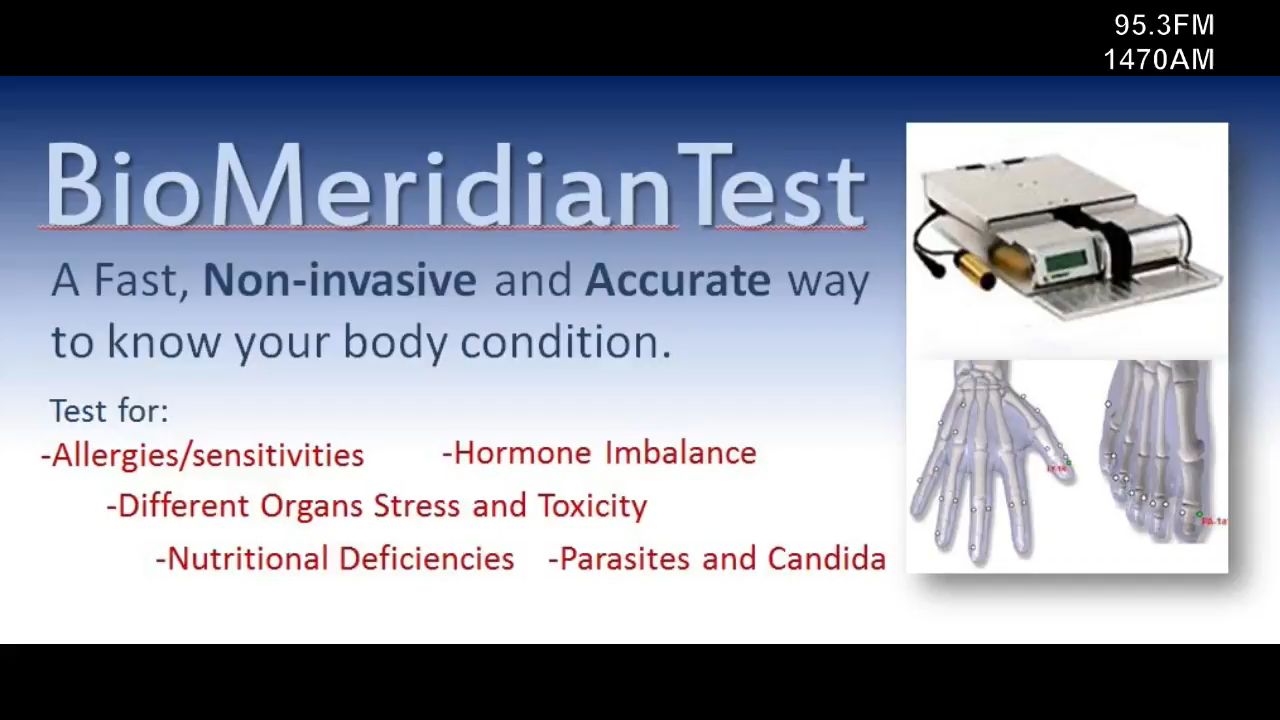 95.3FM
1470AM
BioMeridianTest
A Fast, Non-invasive and Accurate way
to know your body condition.
Test for:
-Allergies/sensitivities -Hormone Imbalance
-Different Organs Stress and Toxicity
-Nutritional Deficiencies -Parasites and Candida